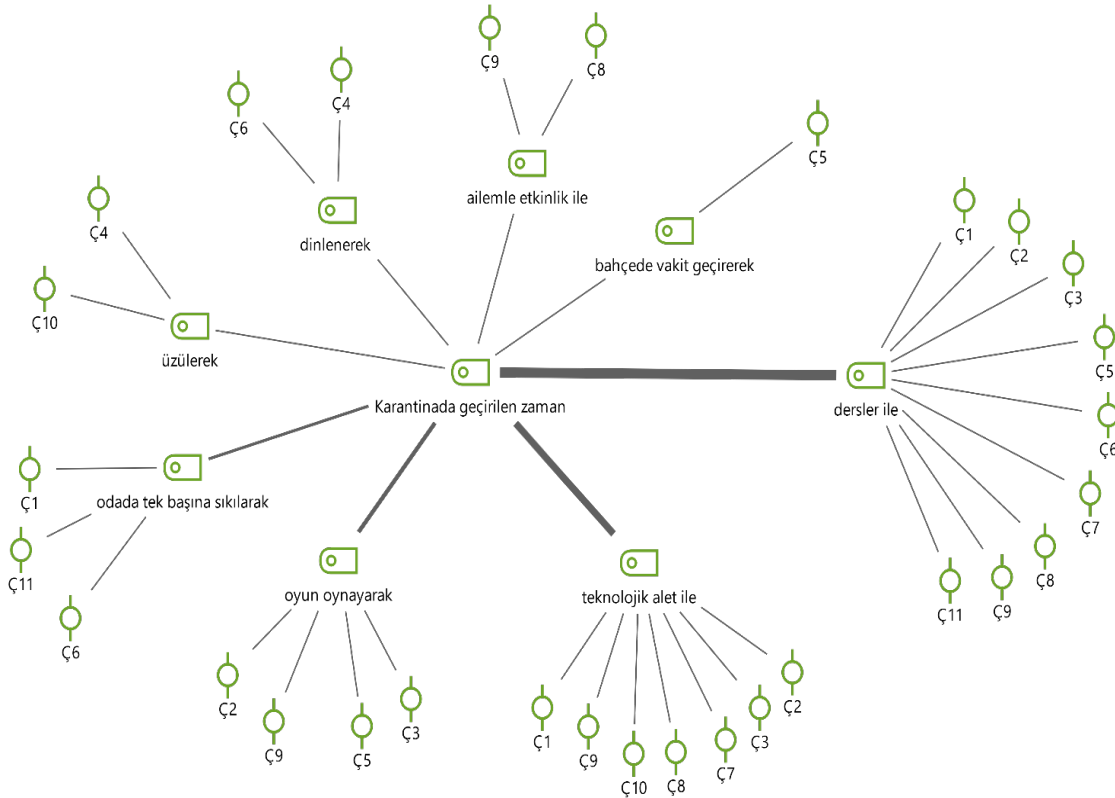 Ç9
Ç8
Ç4
Ç6
Ç5
ailemle etkinlik ile
Ç4
dinlenerek
bahçede vakit geçirerek
Ç1
Ç2
Ç3
Ç10
üzülerek
Ç5
Karantinada geçirilen zaman
dersler ile
Ç6
Ç1
odada tek başına sıkılarak
Ç7
Ç11
Ç8
Ç11
Ç9
oyun oynayarak
teknolojik alet ile
Ç6
Ç2
Ç9
Ç5
Ç3
Ç1
Ç9
Ç10
Ç8
Ç7
Ç3
Ç2